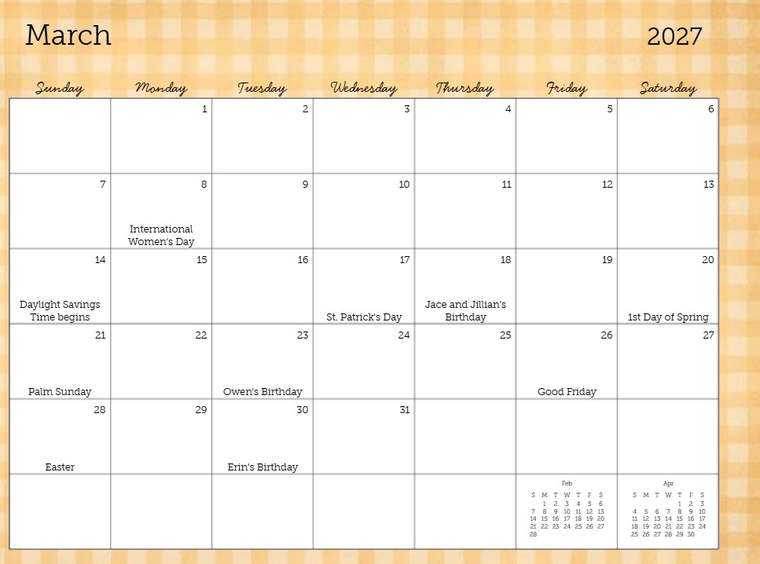 March 2027
Sunday Monday Tuesday Wednesday Thursday Friday Saturday
1 2 3 4 5 6
7 8 9 10 11 12 13
International
Women's Day
14 15 16 17 18 19 20
Daylight Savings Jace and Jillian's
Time begins St. Patrick's Day Birthday 1st Day of Spring
21 22 23 24 25 26 27
Palm Sunday Owen's Birthday Good Friday
28 29 30 31
Easter Erin's Birthday
Feb
S M T W T F S
1 2 3 4 5 6
7 8 9 10 11 12 13
14 15 16 17 18 19 20
21 22 23 24 25 26 27
28
Apr
S M T W T F S
1 2 3
4 5 6 7 8 9 10
11 12 13 14 15 16 17
18 19 20 21 22 23 24
25 26 27 28 29 30